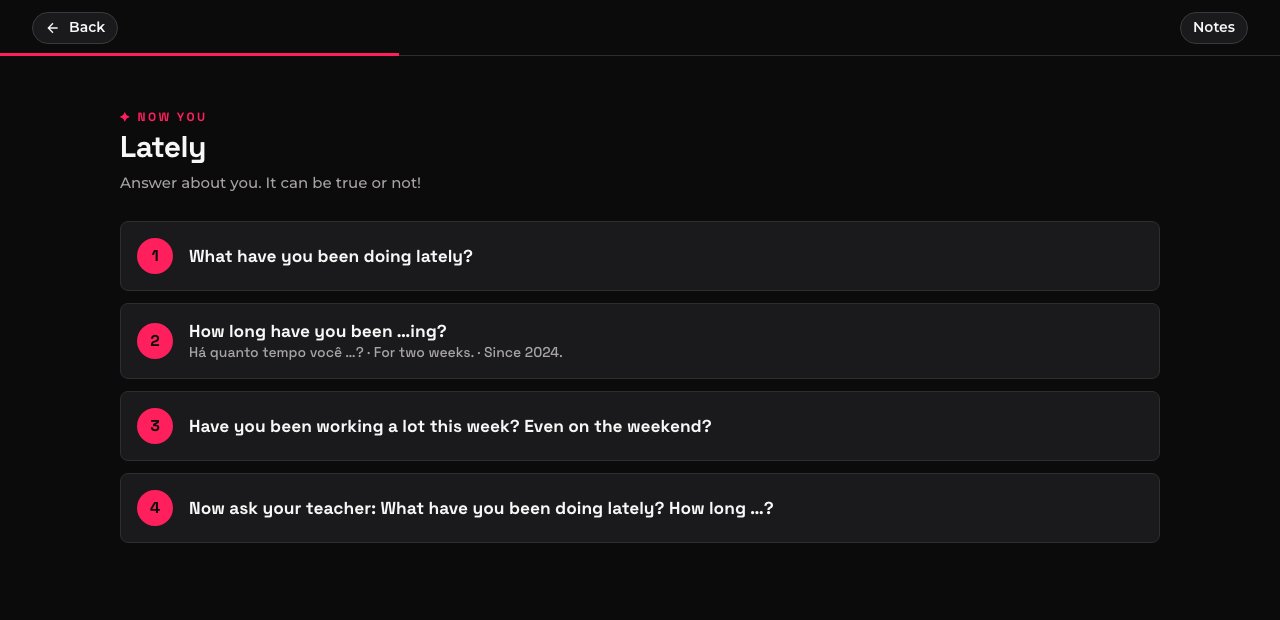 Back
Notes
NOW YOU
Lately
Answer about you. It can be true or not!
1
What have you been doing lately?
2
How long have you been ...ing?
Há quanto tempo você ...? · For two weeks. · Since 2024.
3
Have you been working a lot this week? Even on the weekend?
4
Now ask your teacher: What have you been doing lately? How long ...?